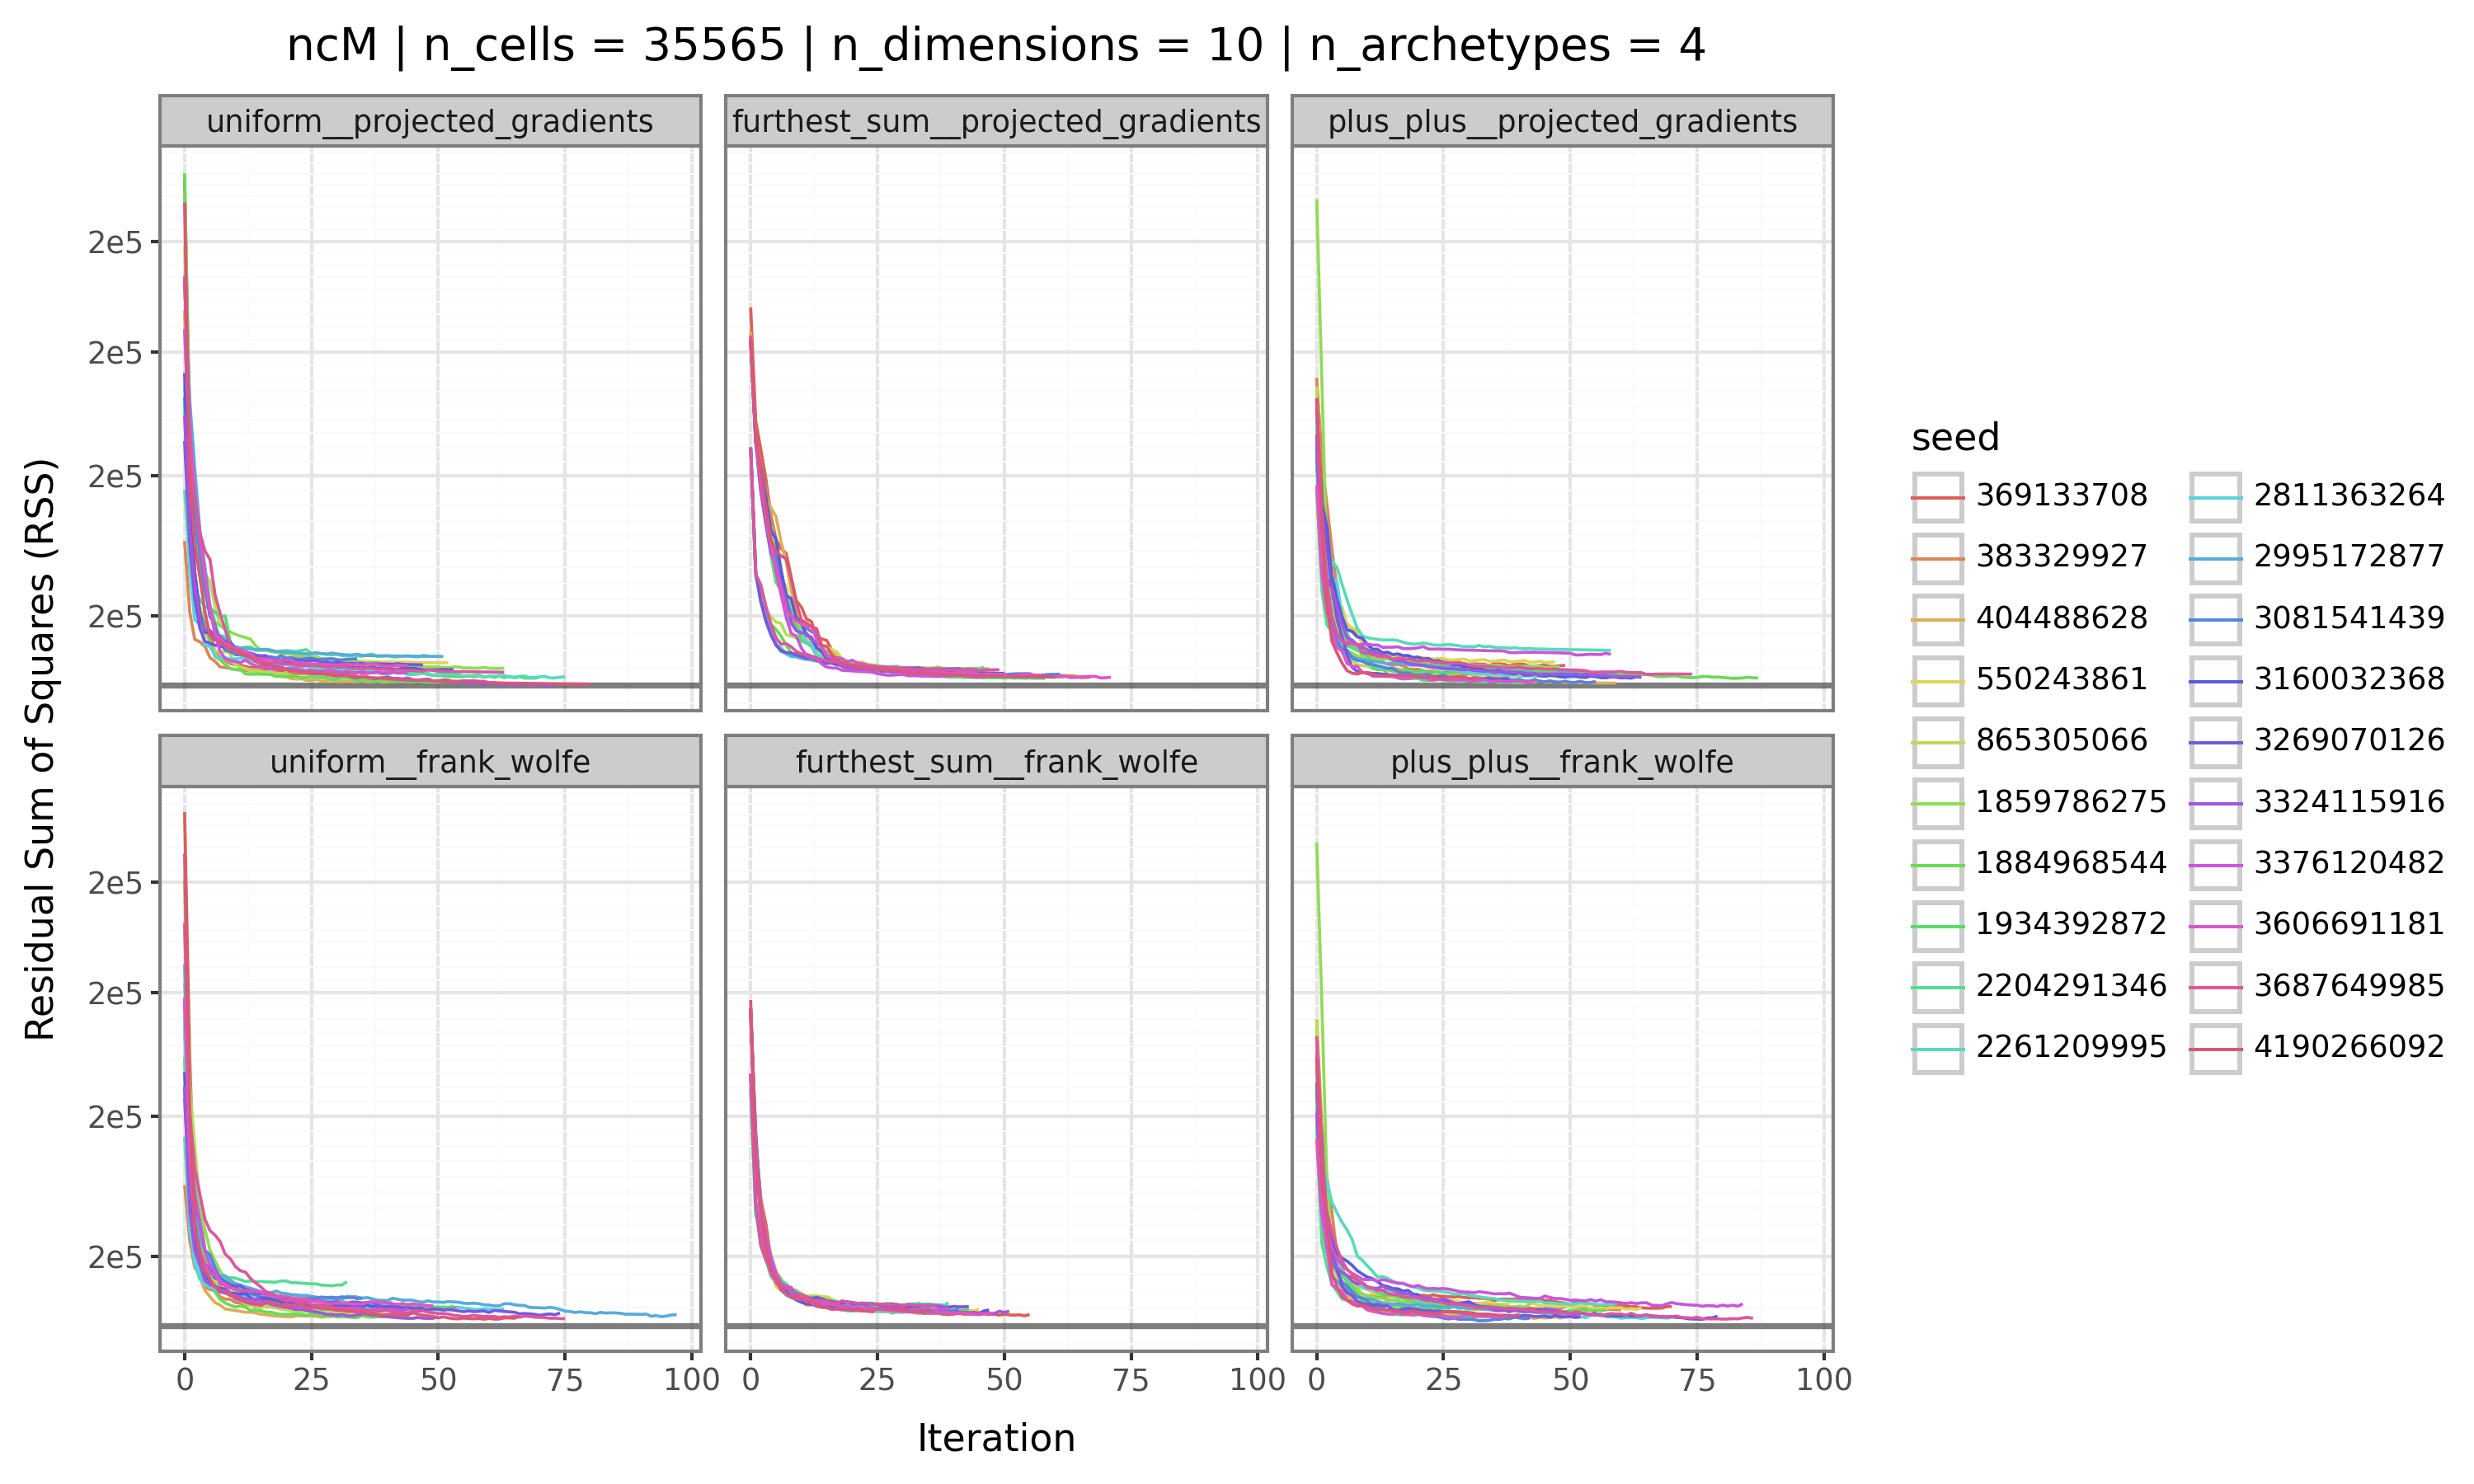 ncM | n_cells = 35565 | n_dimensions = 10 | n_archetypes = 4
uniform__projected_gradients
furthest_sum__projected_gradients
plus_plus__projected_gradients
2e5
2e5
2e5
2e5
uniform__frank_wolfe
furthest_sum__frank_wolfe
plus_plus__frank_wolfe
2e5
2e5
2e5
2e5
0 25 50 75 100
0 25 50 75 100
0 25 50 75 100
Iteration
Residual Sum of Squares (RSS)
seed
369133708
383329927
404488628
550243861
865305066
1859786275
1884968544
1934392872
2204291346
2261209995
2811363264
2995172877
3081541439
3160032368
3269070126
3324115916
3376120482
3606691181
3687649985
4190266092